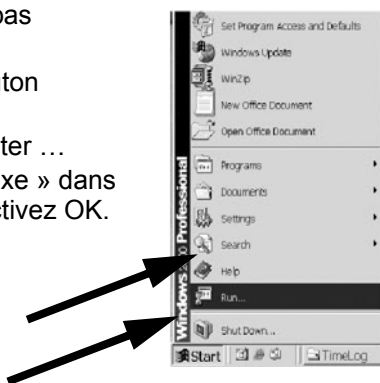 pas
ton
ter …
xe » dans
ctivez OK.
Set Program Access and Defaults
Windows Update
WinZip
New Office Document
Open Office Document
Programs
Documents
Settings
Search
Help
Run...
Shut Down...
Windows 2000 Professional
Start
TimeLog